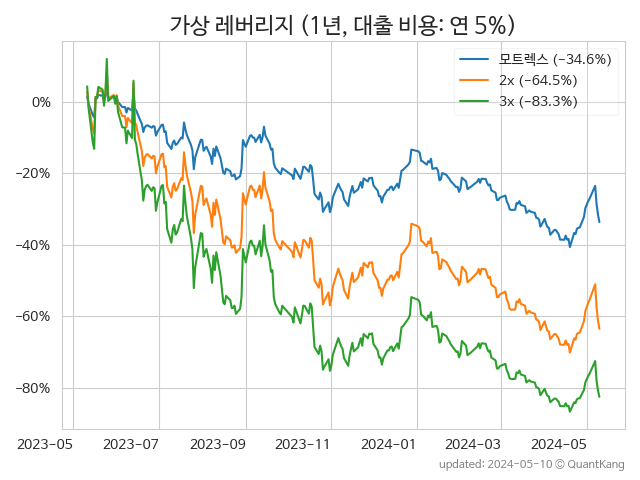 가상 레버리지 (1년, 대출 비용: 연 5%)
모트렉스 (−34.6%)
2x (−64.5%)
3x (−83.3%)
0%
−20%
−40%
−60%
−80%
2023−05 2023−07 2023−09 2023−11 2024−01 2024−03 2024−05
updated: 2024-05-10 © QuantKang